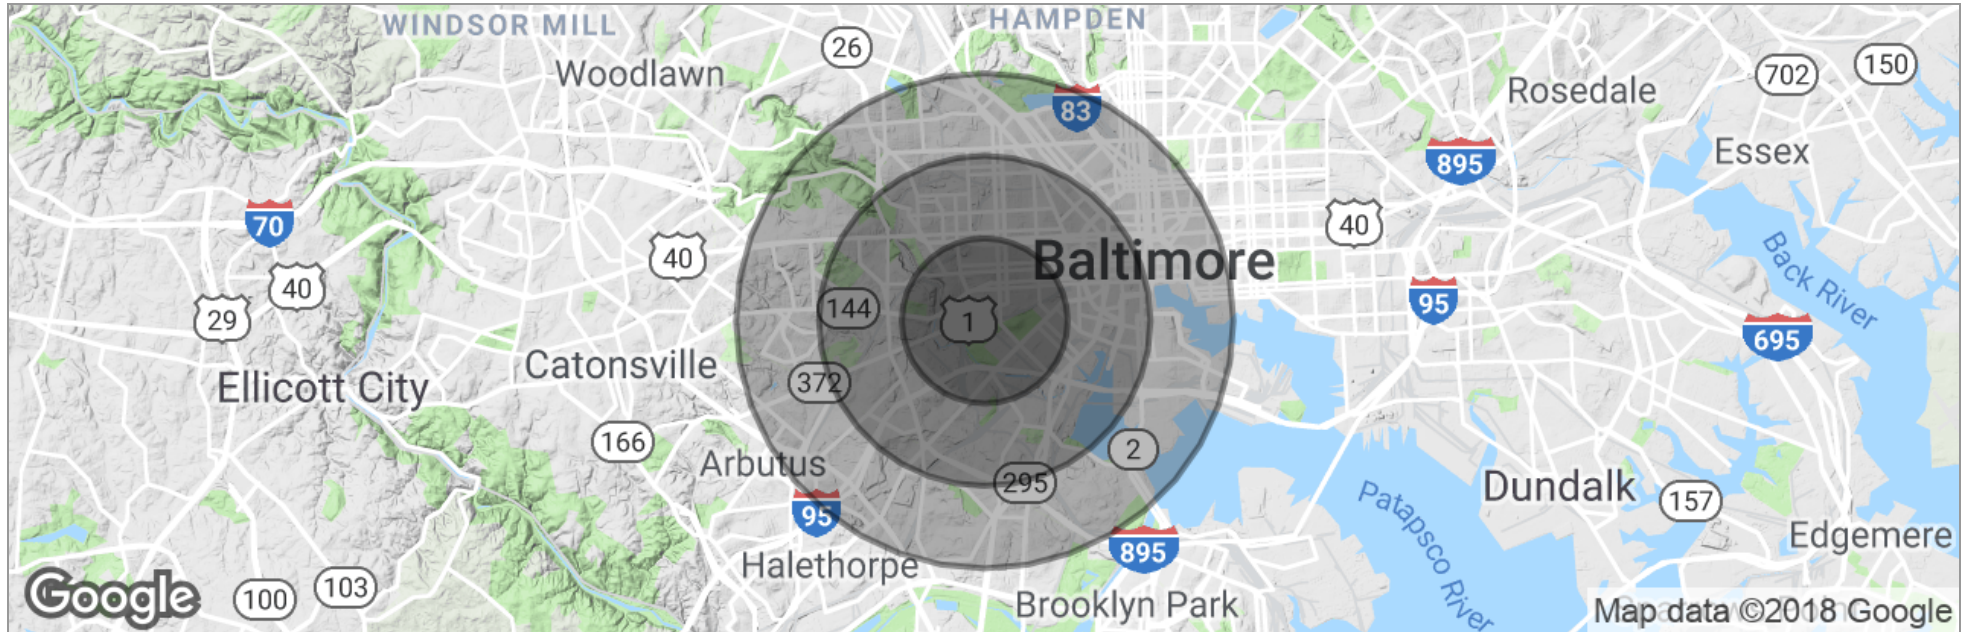 WINDSOR MILL
HAMPDEN
26
Woodlawn
702
150
Rosedale
83
895
Essex
70
40
40
Baltimore
40
Back River
29
144
1
95
695
Catonsville
372
Ellicott City
166
Arbutus
2
295
Dundalk
157
95
Patapsco River
895
Edgemere
Halethorpe
Google
100
103
Brooklyn Park
Map data ©2018 Google